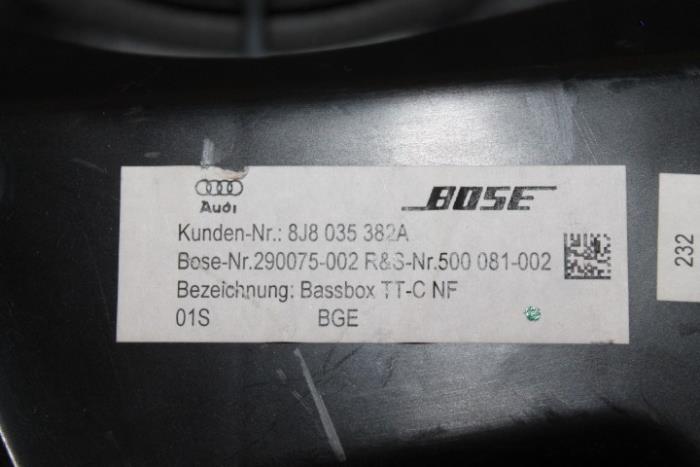 Audi
BOSE
Kunden-Nr.: 8J8 035 382A
Bose-Nr.290075-002 R&S-Nr.500 081-002
Bezeichnung: Bassbox TT-C NF
01S BGE
232